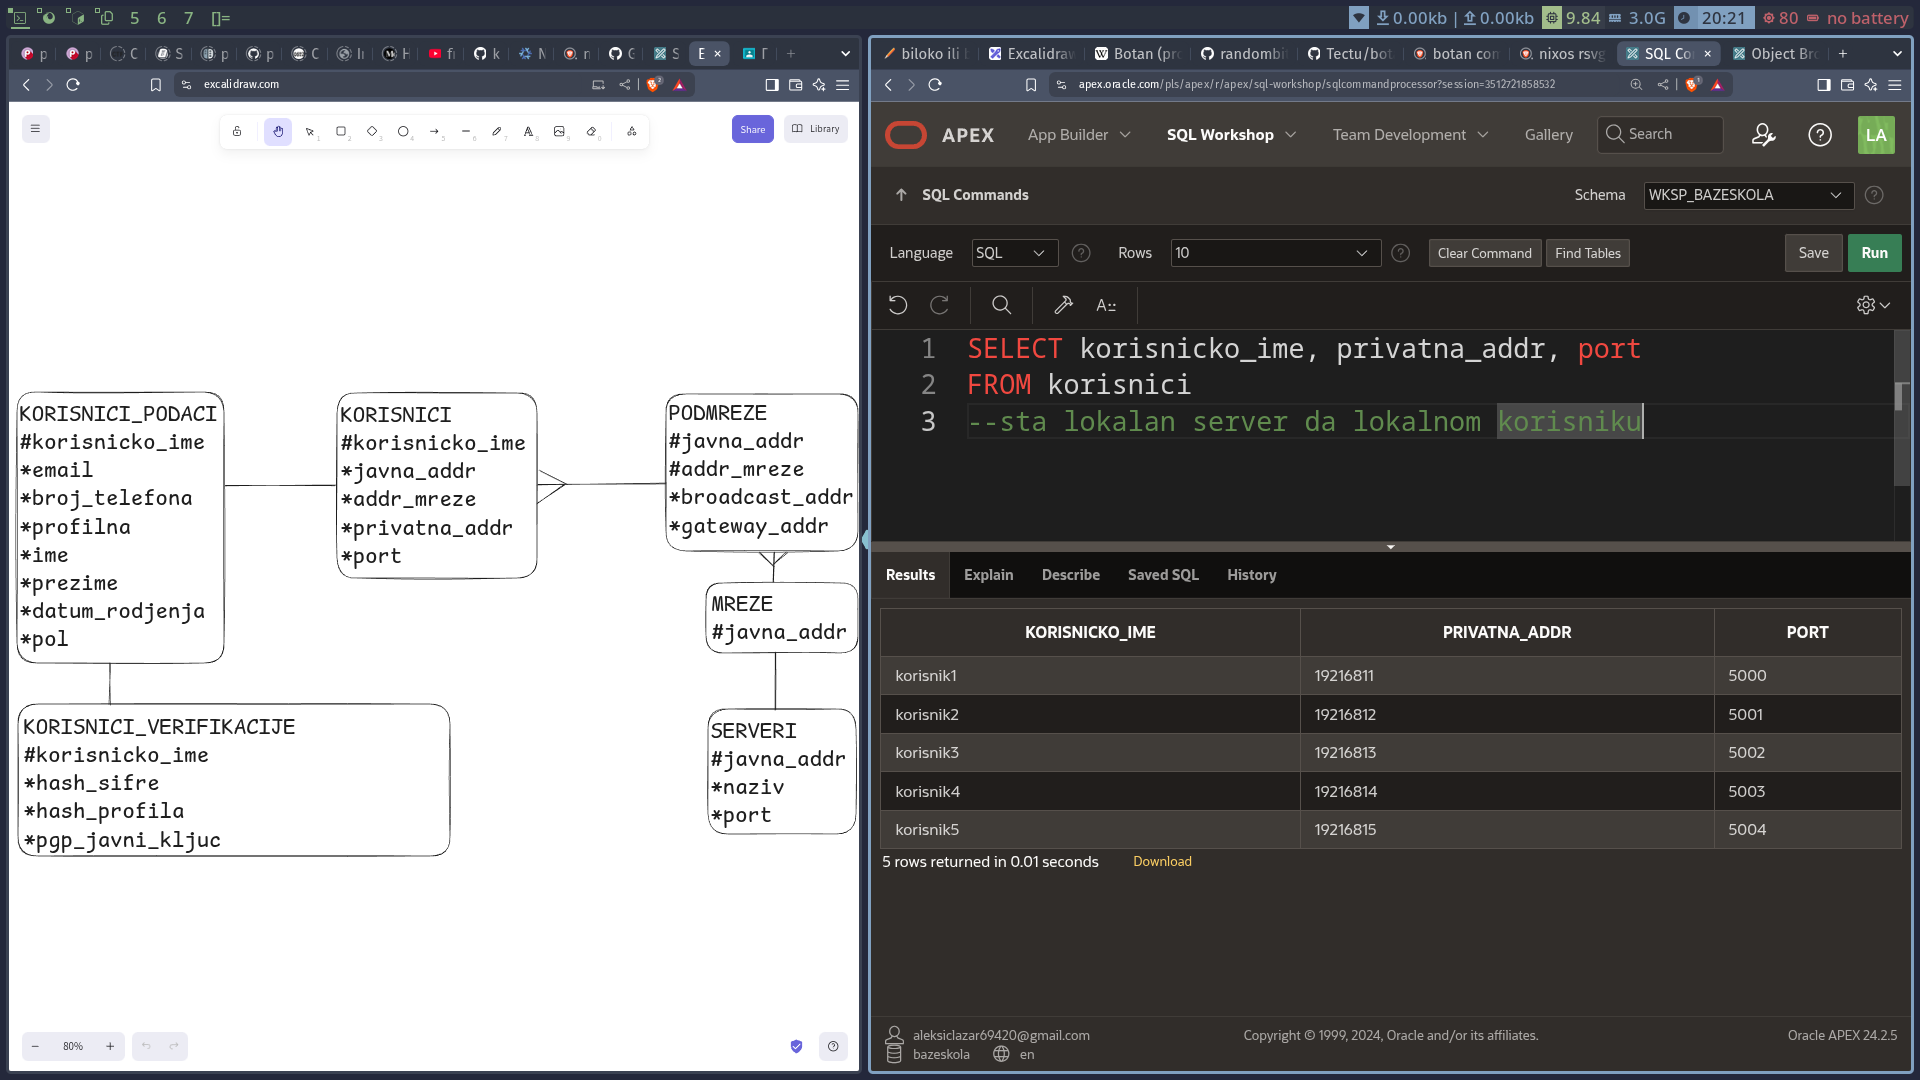 5 6 7 []=
0.00kb | 0.00kb 9.84 3.0G 20:21 80 no battery
excalidraw.com
Share
Library
KORISNICI_PODACI
#korisnicko_ime
*email
*broj_telefona
*profilna
*ime
*prezime
*datum_rodjenja
*pol
KORISNICI
#korisnicko_ime
*javna_addr
*addr_mreze
*privatna_addr
*port
PODMREZE
#javna_addr
#addr_mreze
*broadcast_addr
*gateway_addr
MREZE
#javna_addr
KORISNICI_VERIFIKACIJE
#korisnicko_ime
*hash_sifre
*hash_profila
*pgp_javni_kljuc
SERVERI
#javna_addr
*naziv
*port
80%
biloko ili Excalidraw Botan (pro randombi Tectu/bot botan con nixos rsvg SQL Co Object Bro
apex.oracle.com/pls/apex/r/apex/sql-workshop/sqlcommandprocessor?session=3512721858532
APEX App Builder SQL Workshop Team Development Gallery Search LA
SQL Commands
Schema WKSP_BAZESKOLA
Language SQL Rows 10 Clear Command Find Tables Save Run
1 SELECT korisnicko_ime, privatna_addr, port
2 FROM korisnici
3 --sta lokalan server da lokalnom korisniku
Results Explain Describe Saved SQL History
KORISNICKO_IME PRIVATNA_ADDR PORT
korisnik1 19216811 5000
korisnik2 19216812 5001
korisnik3 19216813 5002
korisnik4 19216814 5003
korisnik5 19216815 5004
5 rows returned in 0.01 seconds Download
aleksiclazar69420@gmail.com
bazeskola en
Copyright © 1999, 2024, Oracle and/or its affiliates.
Oracle APEX 24.2.5